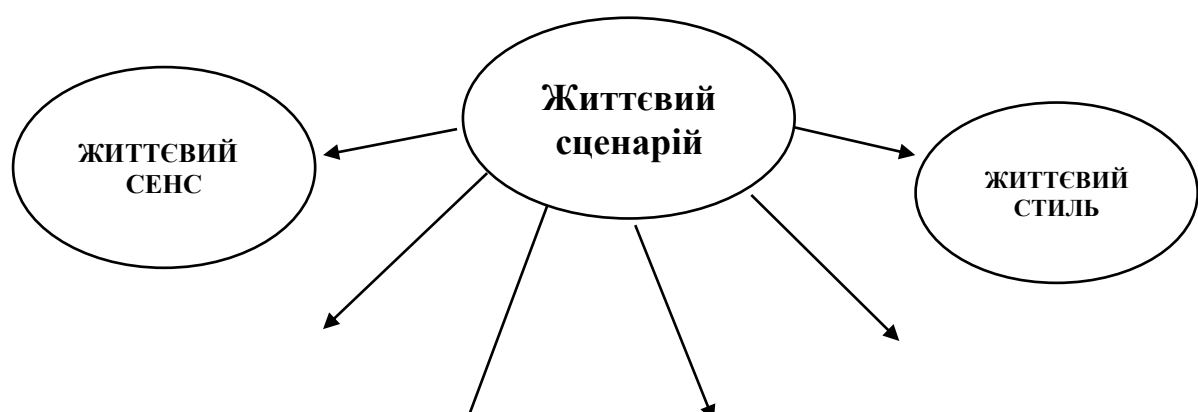 Життєвий
сценарій
ЖИТТЄВИЙ
СЕНС
ЖИТТЄВИЙ
СТИЛЬ